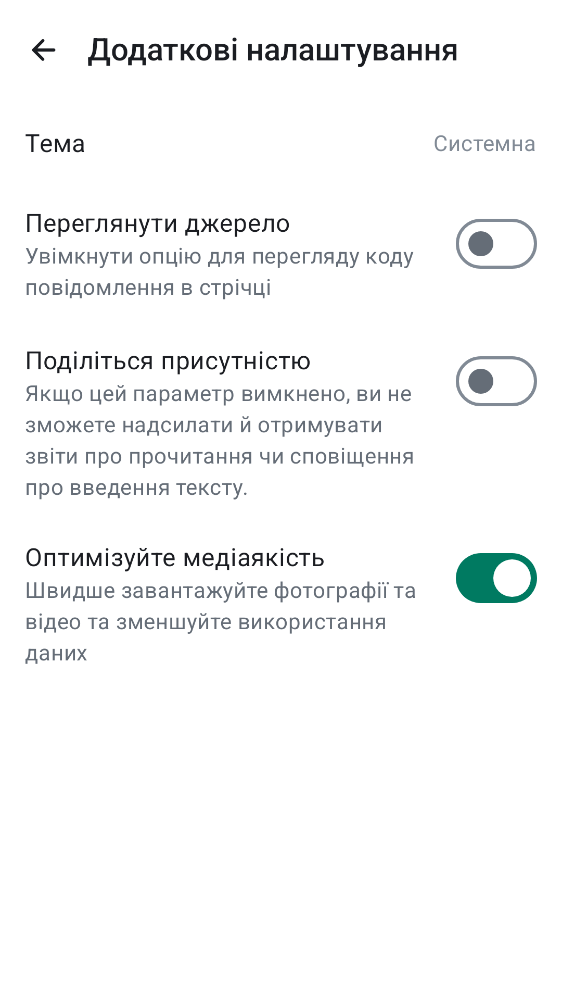 Додаткові налаштування
Тема
Системна
Переглянути джерело
Увімкнути опцію для перегляду коду
повідомлення в стрічці
Поділіться присутністю
Якщо цей параметр вимкнено, ви не
зможете надсилати й отримувати
звіти про прочитання чи сповіщення
про введення тексту.
Оптимізуйте медіаякість
Швидше завантажуйте фотографії та
відео та зменшуйте використання
даних